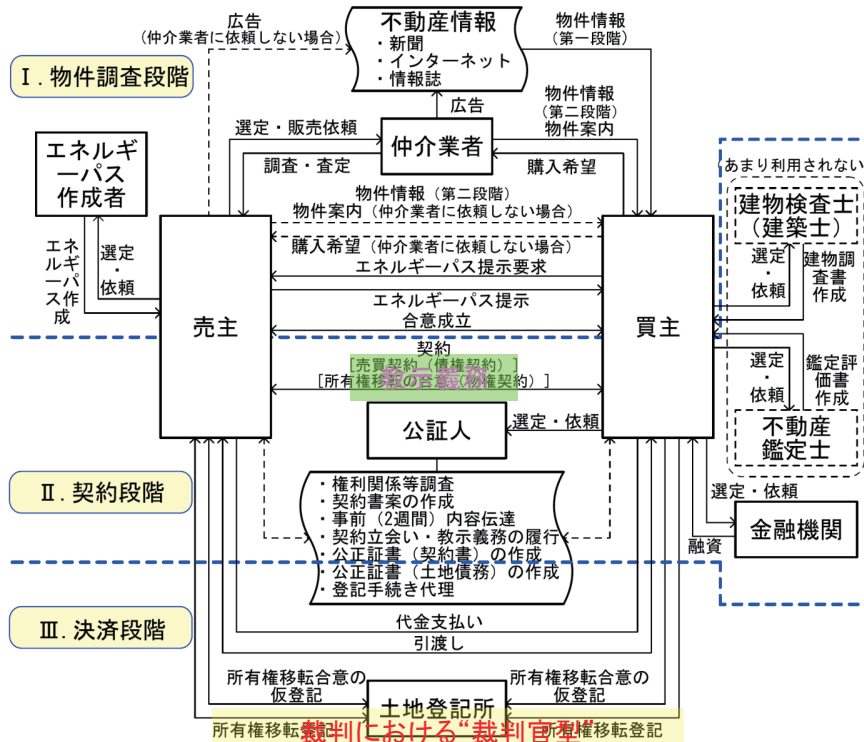 広告
(仲介業者に依頼しない場合)
不動産情報
・新聞
・インターネット
・情報誌
物件情報
(第一段階)
Ⅰ.物件調査段階
広告
物件情報
(第二段階)
物件案内
選定・販売依頼
仲介業者
調査・査定
購入希望
エネルギ
ーパス
作成者
(あまり利用されない)
物件情報(第二段階)
物件案内(仲介業者に依頼しない場合)
建物検査士
(建築士)
購入希望(仲介業者に依頼しない場合)
エネルギーパス提示要求
エネルギーパス作成
選定・依頼
選定・依頼
建物調査書作成
売主
買主
エネルギーパス提示
合意成立
契約
[売買契約(債権契約)]
[所有権移転の合意(物権契約)]
教示義務
選定・依頼
鑑定評価書作成
公証人
選定・依頼
不動産
鑑定士
Ⅱ.契約段階
・権利関係等調査
・契約書案の作成
・事前(2週間)内容伝達
・契約立会い・教示義務の履行
・公正証書(契約書)の作成
・公正証書(土地債務)の作成
・登記手続き代理
選定・依頼
金融機関
融資
Ⅲ.決済段階
代金支払い
引渡し
所有権移転合意の
仮登記
所有権移転合意の
仮登記
土地登記所
所有権移転登記
所有権移転登記
裁判における“裁判官型”